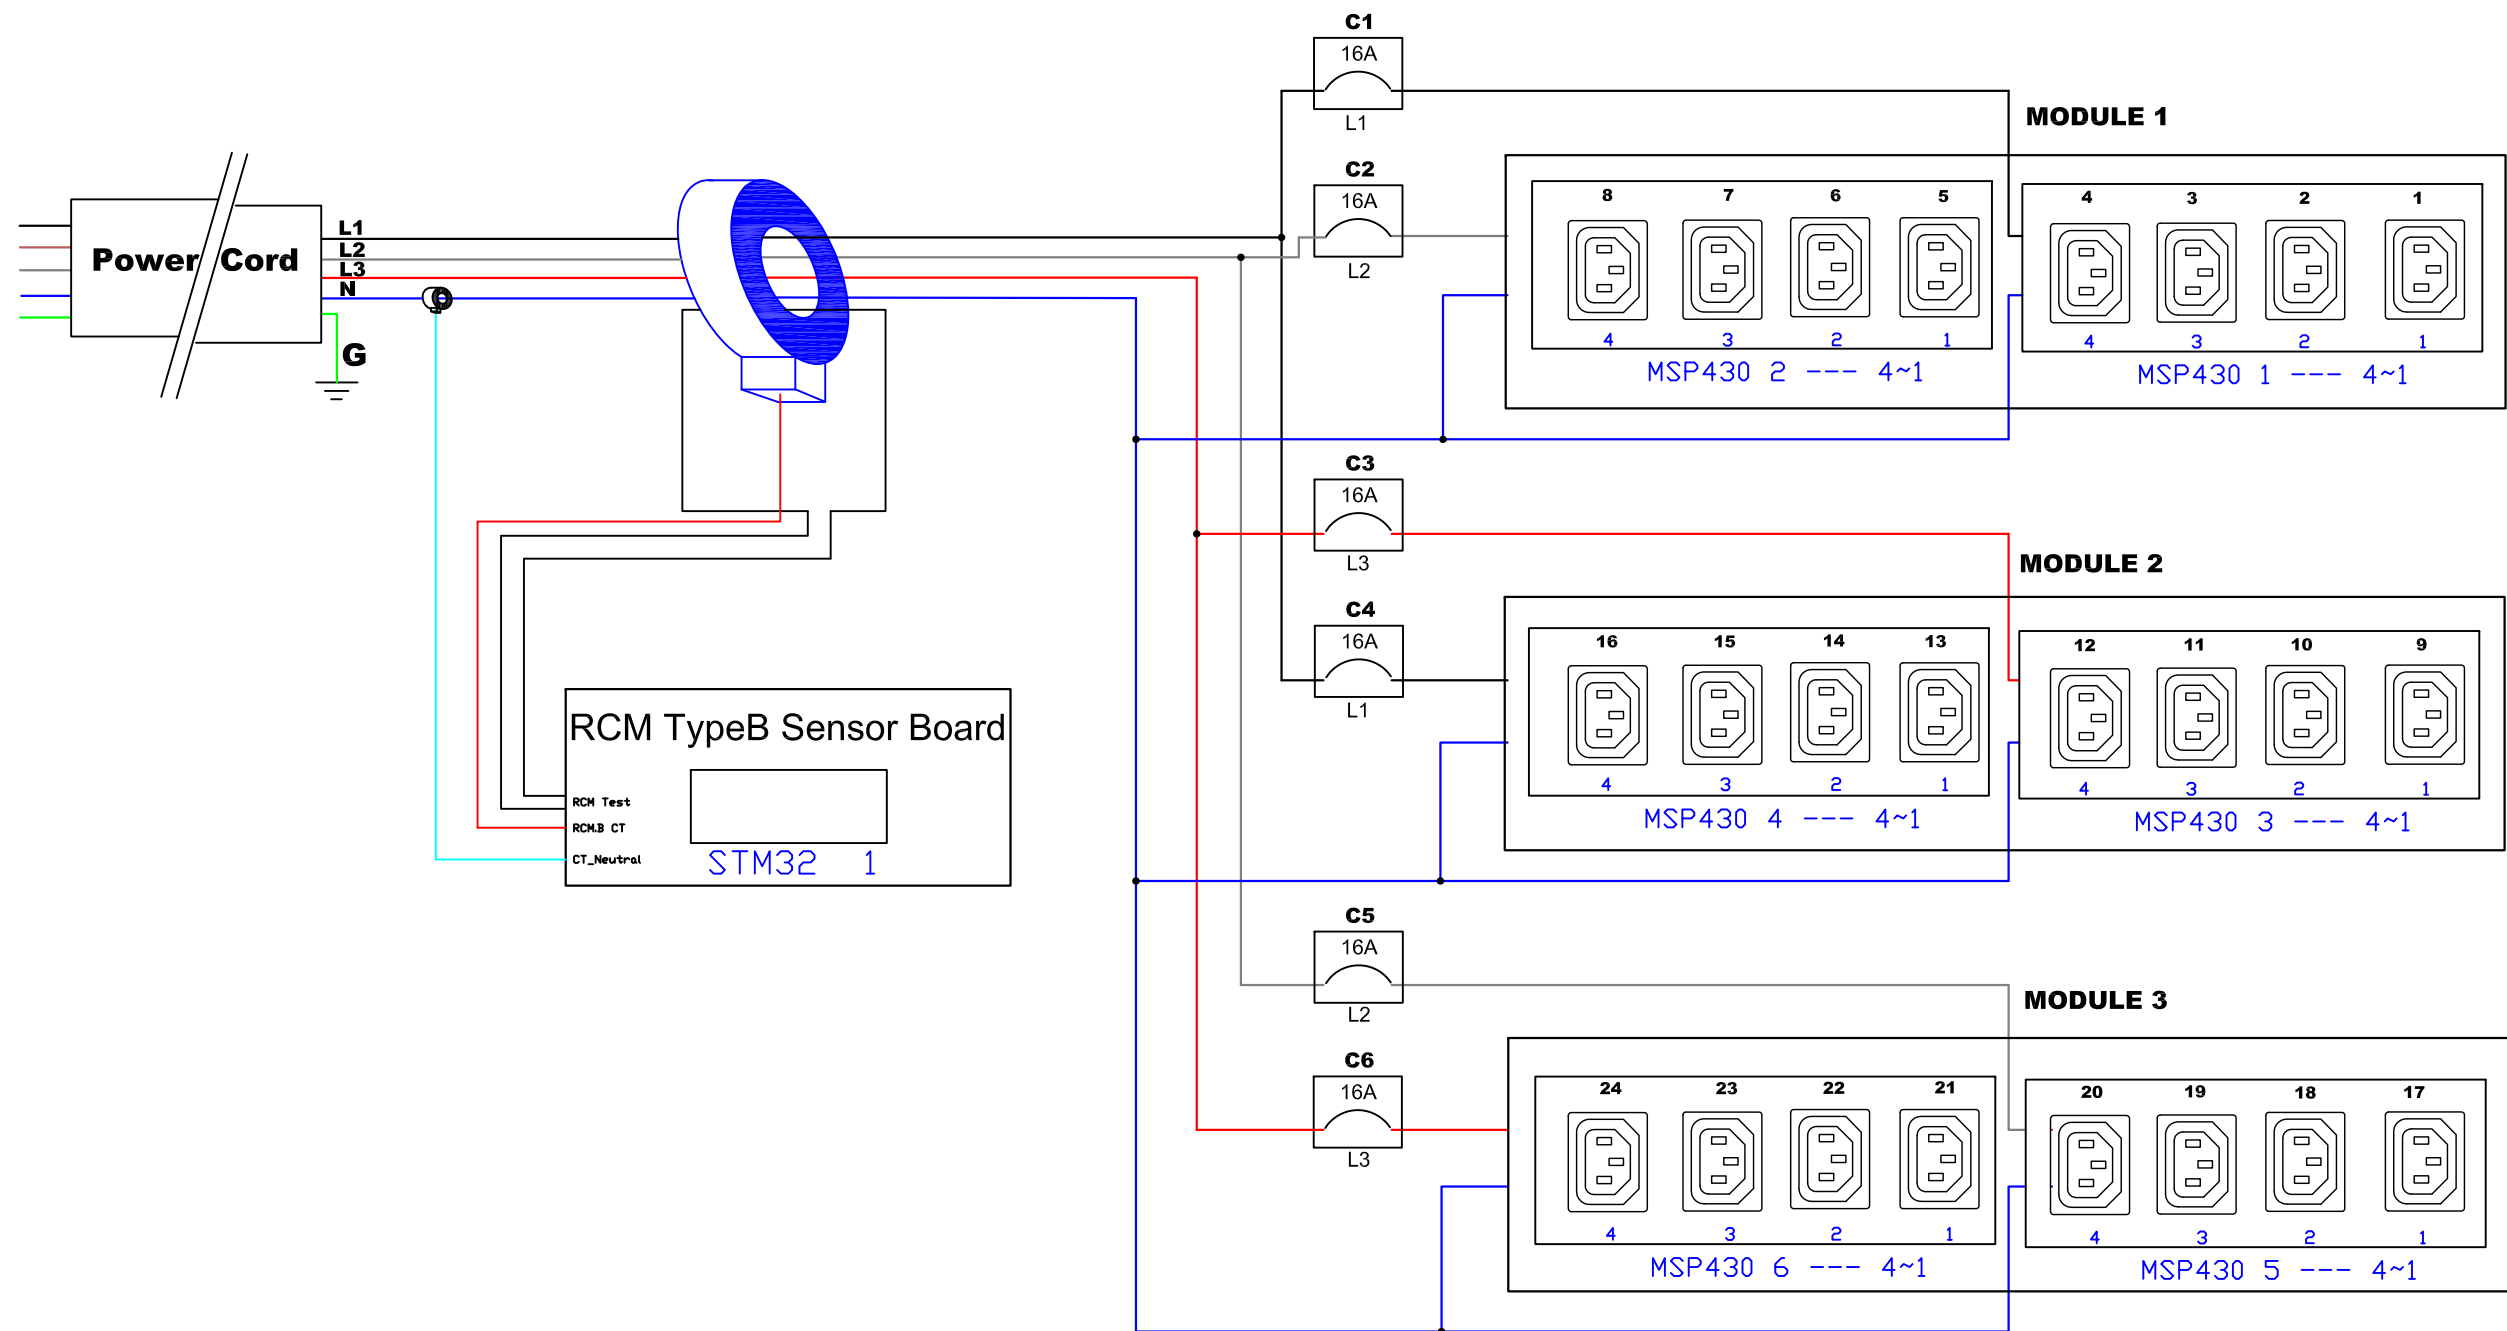 Power Cord
L1
L2
L3
N
G
RCM TypeB Sensor Board
RCM Test
RCM.B CT
CT_Neutral
STM32 1
C1
16A
L1
C2
16A
L2
MODULE 1
8 7 6 5 4 3 2 1
4 3 2 1 4 3 2 1
MSP430 2 --- 4~1 MSP430 1 --- 4~1
C3
16A
L3
C4
16A
L1
MODULE 2
16 15 14 13 12 11 10 9
4 3 2 1 4 3 2 1
MSP430 4 --- 4~1 MSP430 3 --- 4~1
C5
16A
L2
C6
16A
L3
MODULE 3
24 23 22 21 20 19 18 17
4 3 2 1 4 3 2 1
MSP430 6 --- 4~1 MSP430 5 --- 4~1